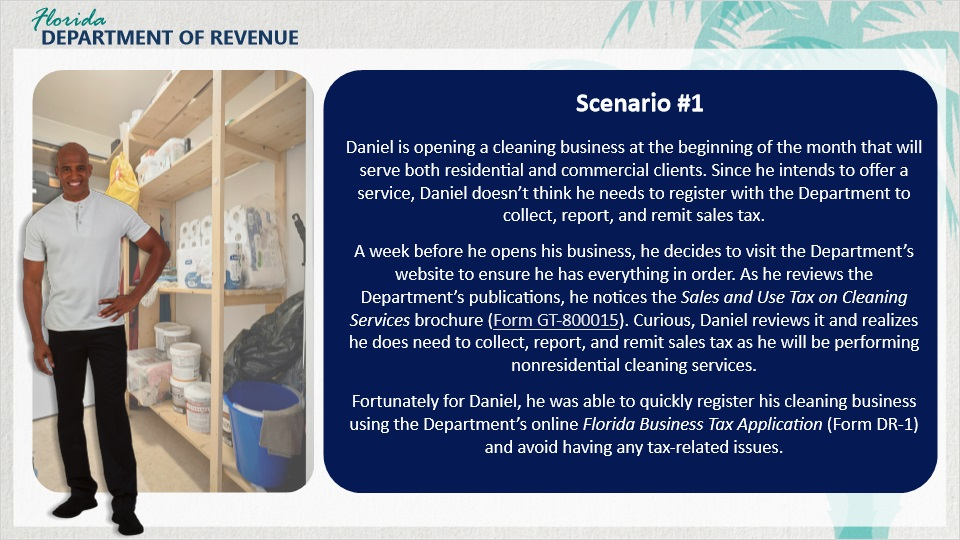 Florida
DEPARTMENT OF REVENUE
Scenario #1
Daniel is opening a cleaning business at the beginning of the month that will
serve both residential and commercial clients. Since he intends to offer a
service, Daniel doesn’t think he needs to register with the Department to
collect, report, and remit sales tax.
A week before he opens his business, he decides to visit the Department’s
website to ensure he has everything in order. As he reviews the
Department’s publications, he notices the Sales and Use Tax on Cleaning
Services brochure (Form GT-800015). Curious, Daniel reviews it and realizes
he does need to collect, report, and remit sales tax as he will be performing
nonresidential cleaning services.
Fortunately for Daniel, he was able to quickly register his cleaning business
using the Department’s online Florida Business Tax Application (Form DR-1)
and avoid having any tax-related issues.